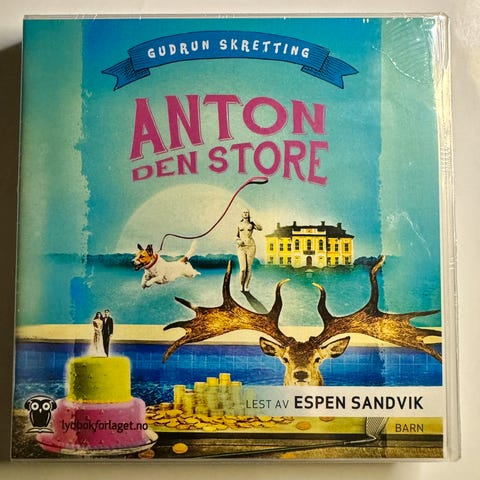 GUDRUN SKRETTING
ANTON
DEN STORE
LEST AV ESPEN SANDVIK
lydbokforlaget.no
BARN